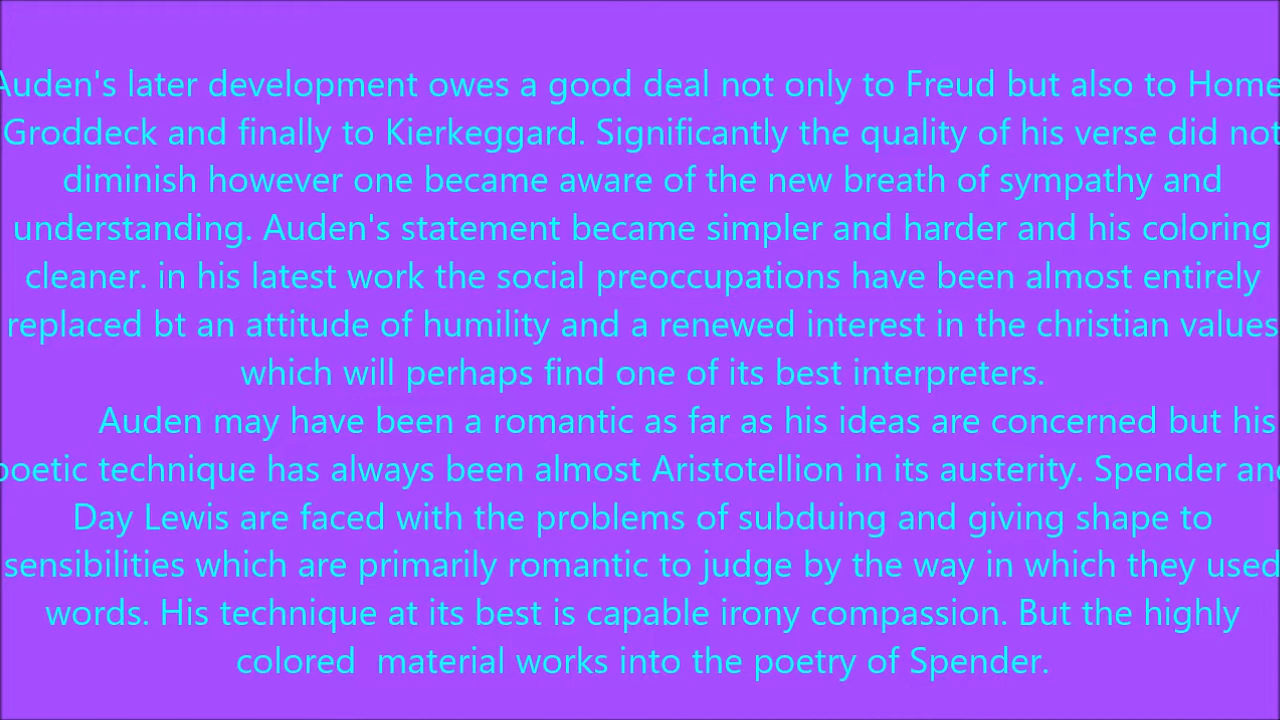 Auden's later development owes a good deal not only to Freud but also to Home
Groddeck and finally to Kierkeggard. Significantly the quality of his verse did not
diminish however one became aware of the new breath of sympathy and
understanding. Auden's statement became simpler and harder and his coloring
cleaner. in his latest work the social preoccupations have been almost entirely
replaced bt an attitude of humility and a renewed interest in the christian values
which will perhaps find one of its best interpreters.
Auden may have been a romantic as far as his ideas are concerned but his
poetic technique has always been almost Aristotellion in its austerity. Spender and
Day Lewis are faced with the problems of subduing and giving shape to
sensibilities which are primarily romantic to judge by the way in which they used
words. His technique at its best is capable irony compassion. But the highly
colored  material works into the poetry of Spender.